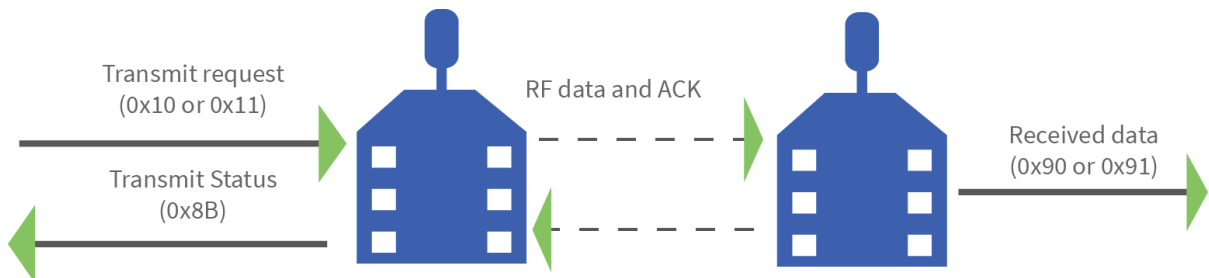 Transmit request
(0x10 or 0x11)
Transmit Status
(0x8B)
RF data and ACK
Received data
(0x90 or 0x91)